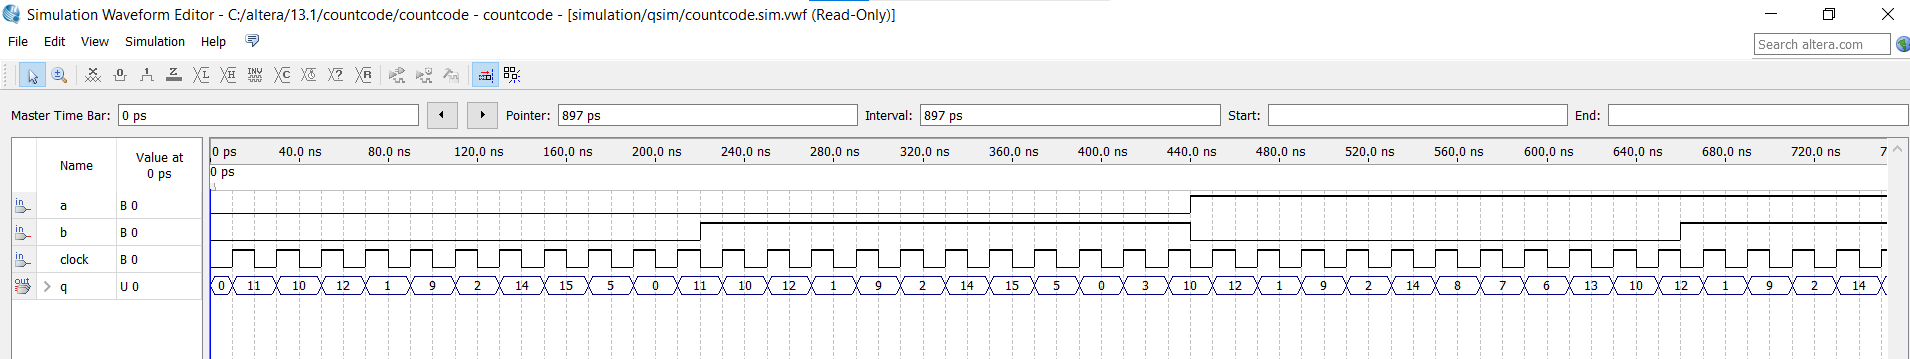 Simulation Waveform Editor - C:/altera/13.1/countcode/countcode - countcode - [simulation/qsim/countcode.sim.vwf (Read-Only)]
File Edit View Simulation Help
Search altera.com
Master Time Bar: 0 ps Pointer: 897 ps Interval: 897 ps Start: End:
Name Value at 0 ps
0 ps 40.0 ns 80.0 ns 120.0 ns 160.0 ns 200.0 ns 240.0 ns 280.0 ns 320.0 ns 360.0 ns 400.0 ns 440.0 ns 480.0 ns 520.0 ns 560.0 ns 600.0 ns 640.0 ns 680.0 ns 720.0 ns 7
0 ps
in a B 0
in b B 0
in clock B 0
out q U 0 0 11 10 12 1 9 2 14 15 5 0 11 10 12 1 9 2 14 15 5 0 3 10 12 1 9 2 14 8 7 6 13 10 12 1 9 2 14